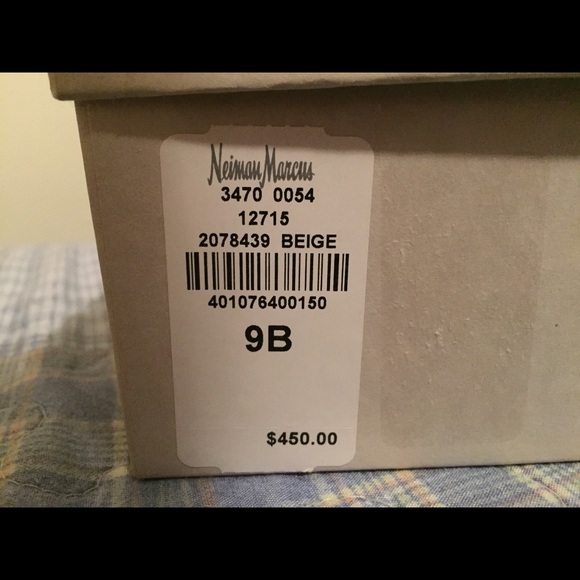 Neiman Marcus
3470 0054
12715
2078439 BEIGE
401076400150
9B
$450.00